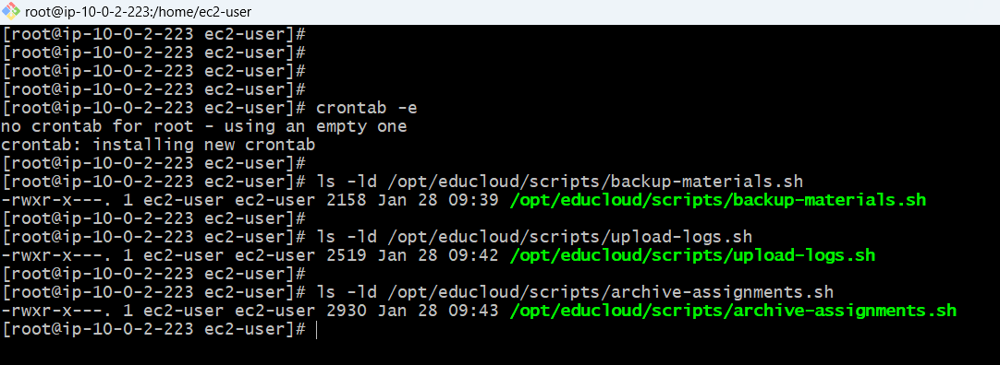 root@ip-10-0-2-223:/home/ec2-user
[root@ip-10-0-2-223 ec2-user]#
[root@ip-10-0-2-223 ec2-user]#
[root@ip-10-0-2-223 ec2-user]#
[root@ip-10-0-2-223 ec2-user]#
[root@ip-10-0-2-223 ec2-user]# crontab -e
no crontab for root - using an empty one
crontab: installing new crontab
[root@ip-10-0-2-223 ec2-user]#
[root@ip-10-0-2-223 ec2-user]# ls -ld /opt/educloud/scripts/backup-materials.sh
-rwxr-x---. 1 ec2-user ec2-user 2158 Jan 28 09:39 /opt/educloud/scripts/backup-materials.sh
[root@ip-10-0-2-223 ec2-user]#
[root@ip-10-0-2-223 ec2-user]# ls -ld /opt/educloud/scripts/upload-logs.sh
-rwxr-x---. 1 ec2-user ec2-user 2519 Jan 28 09:42 /opt/educloud/scripts/upload-logs.sh
[root@ip-10-0-2-223 ec2-user]#
[root@ip-10-0-2-223 ec2-user]# ls -ld /opt/educloud/scripts/archive-assignments.sh
-rwxr-x---. 1 ec2-user ec2-user 2930 Jan 28 09:43 /opt/educloud/scripts/archive-assignments.sh
[root@ip-10-0-2-223 ec2-user]#